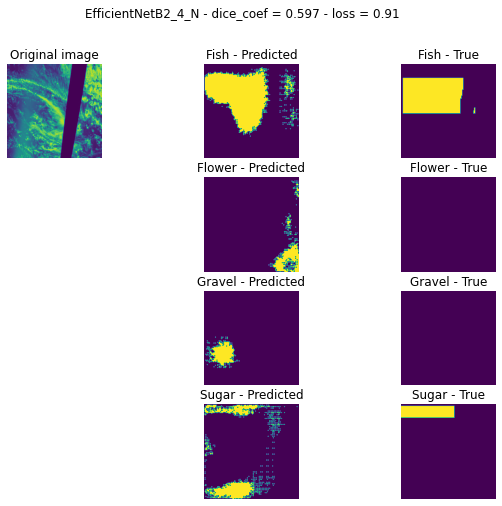 EfficientNetB2_4_N - dice_coef = 0.597 - loss = 0.91
Original image
Fish - Predicted
Fish - True
Flower - Predicted
Flower - True
Gravel - Predicted
Gravel - True
Sugar - Predicted
Sugar - True